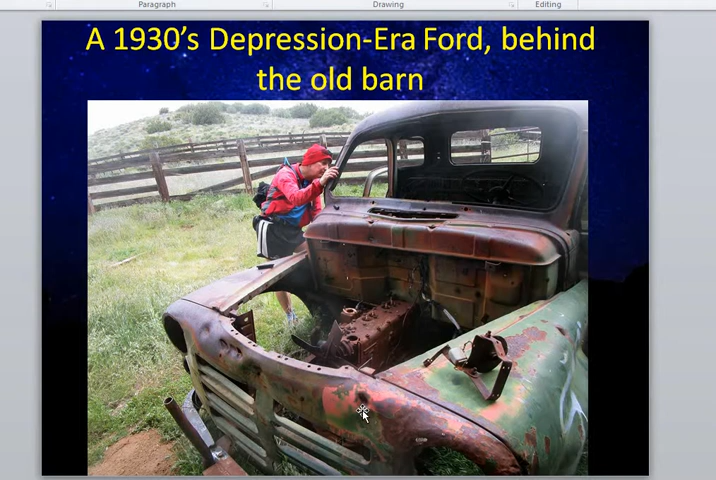 Paragraph
Drawing
Editing
A 1930’s Depression-Era Ford, behind
the old barn